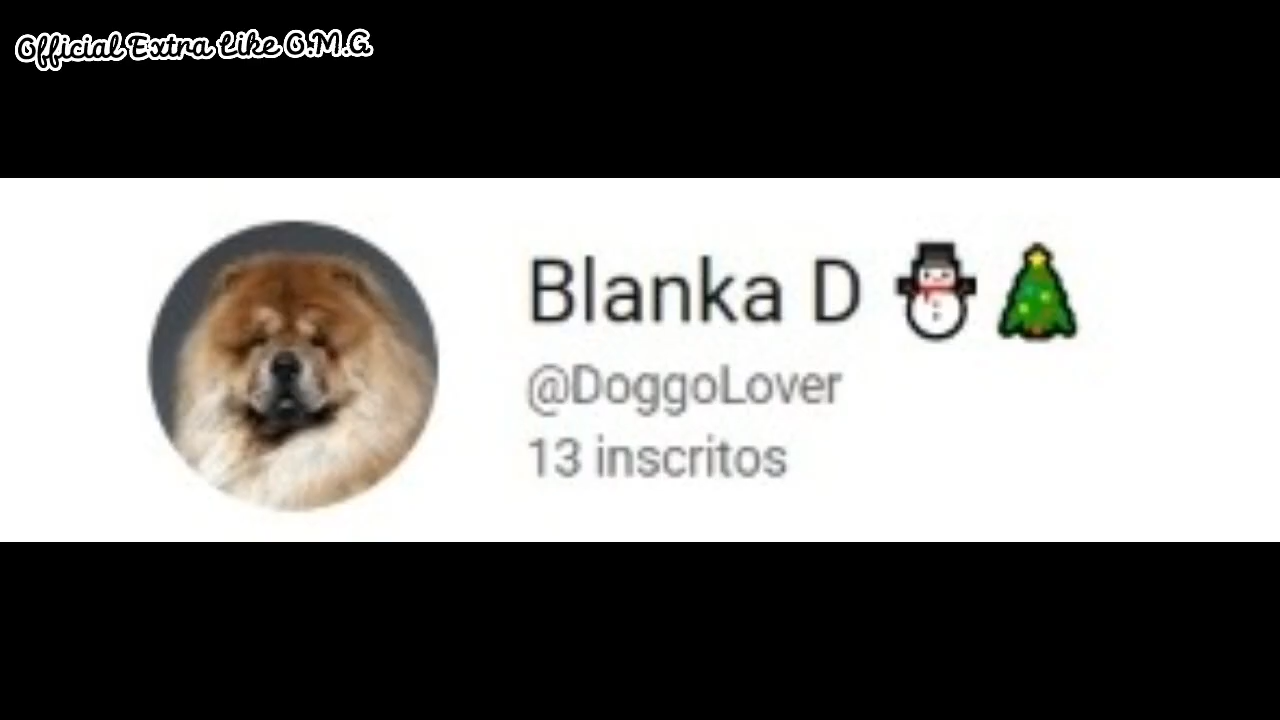 Official Extra Like O.M.G
Blanka D ⛄🎄
@DoggoLover
13 inscritos